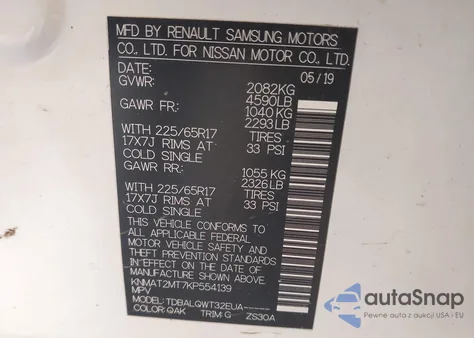 MFD BY RENAULT SAMSUNG MOTORS
CO., LTD. FOR NISSAN MOTOR CO., LTD.
DATE: 05/19
GVWR: 2082KG
4590LB
GAWR FR: 1040 KG
2293LB
WITH 225/65R17 TIRES
17X7J RIMS AT 33 PSI
COLD SINGLE
GAWR RR: 1055 KG
2326LB
WITH 225/65R17 TIRES
17X7J RIMS AT 33 PSI
COLD SINGLE
THIS VEHICLE CONFORMS TO
ALL APPLICABLE FEDERAL
MOTOR VEHICLE SAFETY AND
THEFT PREVENTION STANDARDS
IN EFFECT ON THE DATE OF
MANUFACTURE SHOWN ABOVE.
KNMAT2MT7KP554139
MPV
MODEL: TDBALQWT32EUA-----
COLOR: QAK TRIM G ZS30A
autoSnap
Pewne auto z aukcji w USA i EU